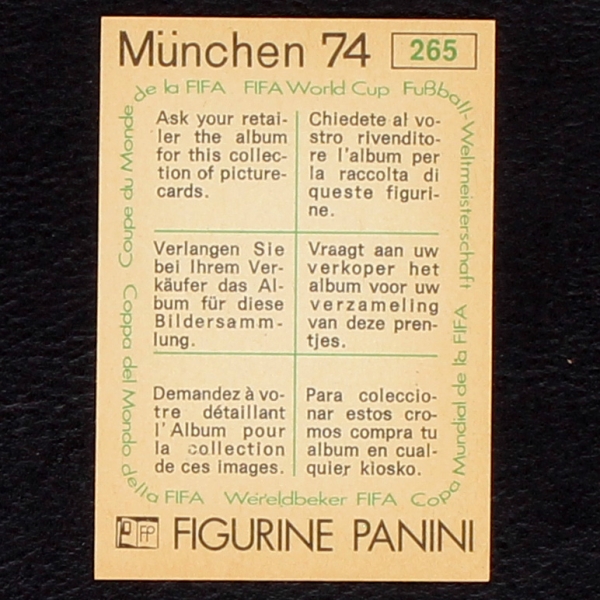 München 74 265
de la FIFA FIFA World Cup Fußball-Weltmeisterschaft
Ask your retai-
ler the album
for this collec-
tion of picture-
cards.
Chiedete al vo-
stro rivendito-
re l'album per
la raccolta di
queste figuri-
ne.
Verlangen Sie
bei Ihrem Ver-
käufer das Al-
bum für diese
Bildersamm-
lung.
Vraagt aan uw
verkoper het
album voor uw
verzameling
van deze pren-
tjes.
Demandez à vo-
tre détaillant
l'Album pour
la collection
de ces images.
Para coleccio-
nar estos cro-
mos compra tu
album en cual-
quier kiosko.
Coupe du Monde
Coppa del Mondo della FIFA
Wereldbeker FIFA
Copa Mundial de la FIFA
FP FIGURINE PANINI